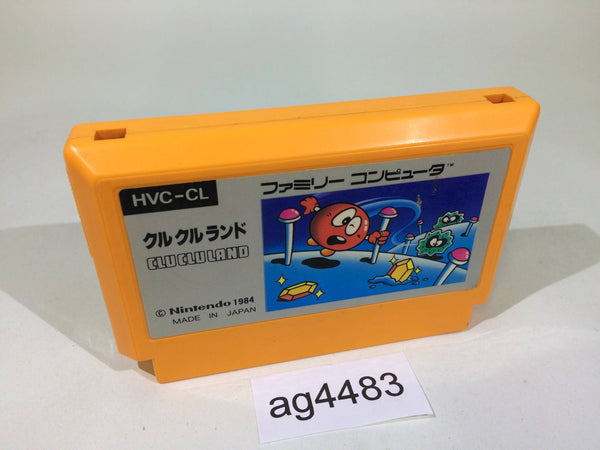 HVC-CL
ファミリー コンピュータ™
クルクルランド
CLU CLU LAND
© Nintendo 1984
MADE IN JAPAN
ag4483